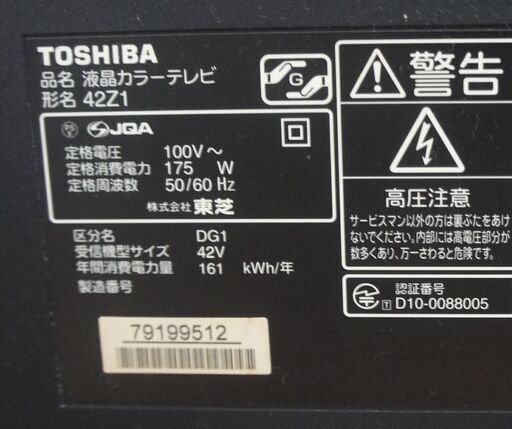 TOSHIBA
品名 液晶カラーテレビ
形名 42Z1
G
PS
E
JQA
定格電圧 100V～
定格消費電力 175 W
定格周波数 50/60 Hz
株式会社 東芝
区分名 DG1
受信機型サイズ 42V
年間消費電力量 161 kWh/年
製造番号
79199512
警告
高圧注意
サービスマン以外の方は裏ぶたをあけ
ないでください。内部には高電圧部分が
数多くあり、万一さわると危険です。
認証番号
T D10-0088005